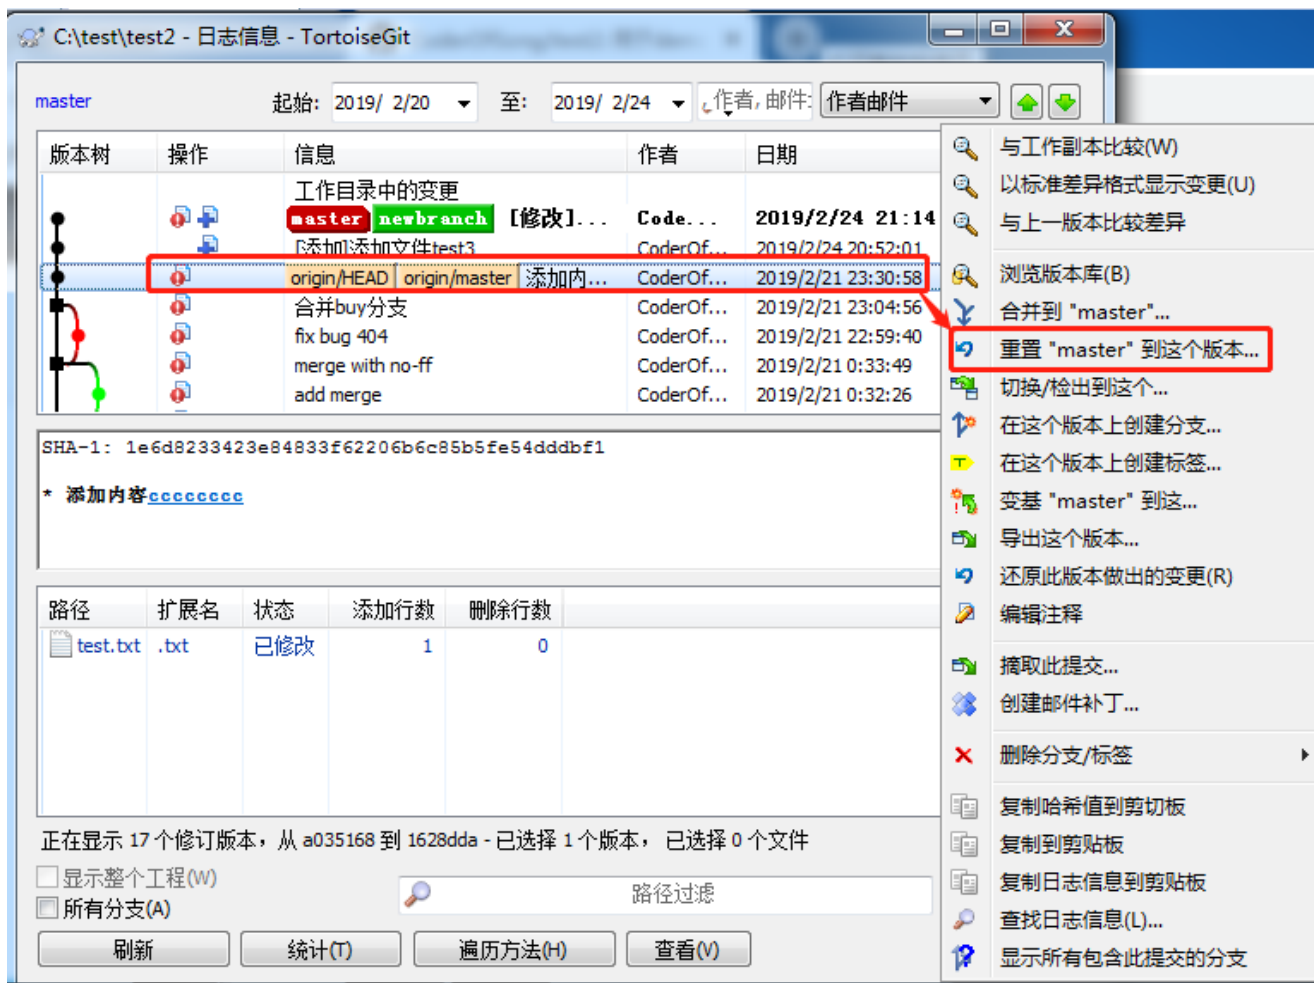 C:\test\test2 - 日志信息 - TortoiseGit
master 起始: 2019/ 2/20 至: 2019/ 2/24 作者, 邮件: 作者邮件
版本树 操作 信息 作者 日期
工作目录中的变更
master newbranch [修改]... Code... 2019/2/24 21:14
[添加]添加文件test3 CoderOf... 2019/2/24 20:52:01
origin/HEAD origin/master 添加内... CoderOf... 2019/2/21 23:30:58
合并buy分支 CoderOf... 2019/2/21 23:04:56
fix bug 404 CoderOf... 2019/2/21 22:59:40
merge with no-ff CoderOf... 2019/2/21 0:33:49
add merge CoderOf... 2019/2/21 0:32:26
SHA-1: 1e6d8233423e84833f62206b6c85b5fe54dddbf1
* 添加内容cccccccc
路径 扩展名 状态 添加行数 删除行数
test.txt .txt 已修改 1 0
正在显示 17 个修订版本，从 a035168 到 1628dda - 已选择 1 个版本， 已选择 0 个文件
显示整个工程(W)
所有分支(A)
路径过滤
刷新 统计(T) 遍历方法(H) 查看(V)
与工作副本比较(W)
以标准差异格式显示变更(U)
与上一版本比较差异
浏览版本库(B)
合并到 "master"...
重置 "master" 到这个版本...
切换/检出到这个...
在这个版本上创建分支...
在这个版本上创建标签...
变基 "master" 到这...
导出这个版本...
还原此版本做出的变更(R)
编辑注释
摘取此提交...
创建邮件补丁...
删除分支/标签
复制哈希值到剪切板
复制到剪贴板
复制日志信息到剪贴板
查找日志信息(L)...
显示所有包含此提交的分支